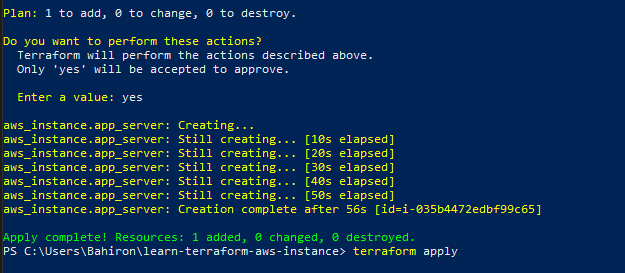 Plan: 1 to add, 0 to change, 0 to destroy.
Do you want to perform these actions?
Terraform will perform the actions described above.
Only 'yes' will be accepted to approve.
Enter a value: yes
aws_instance.app_server: Creating...
aws_instance.app_server: Still creating... [10s elapsed]
aws_instance.app_server: Still creating... [20s elapsed]
aws_instance.app_server: Still creating... [30s elapsed]
aws_instance.app_server: Still creating... [40s elapsed]
aws_instance.app_server: Still creating... [50s elapsed]
aws_instance.app_server: Creation complete after 56s [id=i-035b4472edbf99c65]
Apply complete! Resources: 1 added, 0 changed, 0 destroyed.
PS C:\Users\Bahiron\learn-terraform-aws-instance> terraform apply